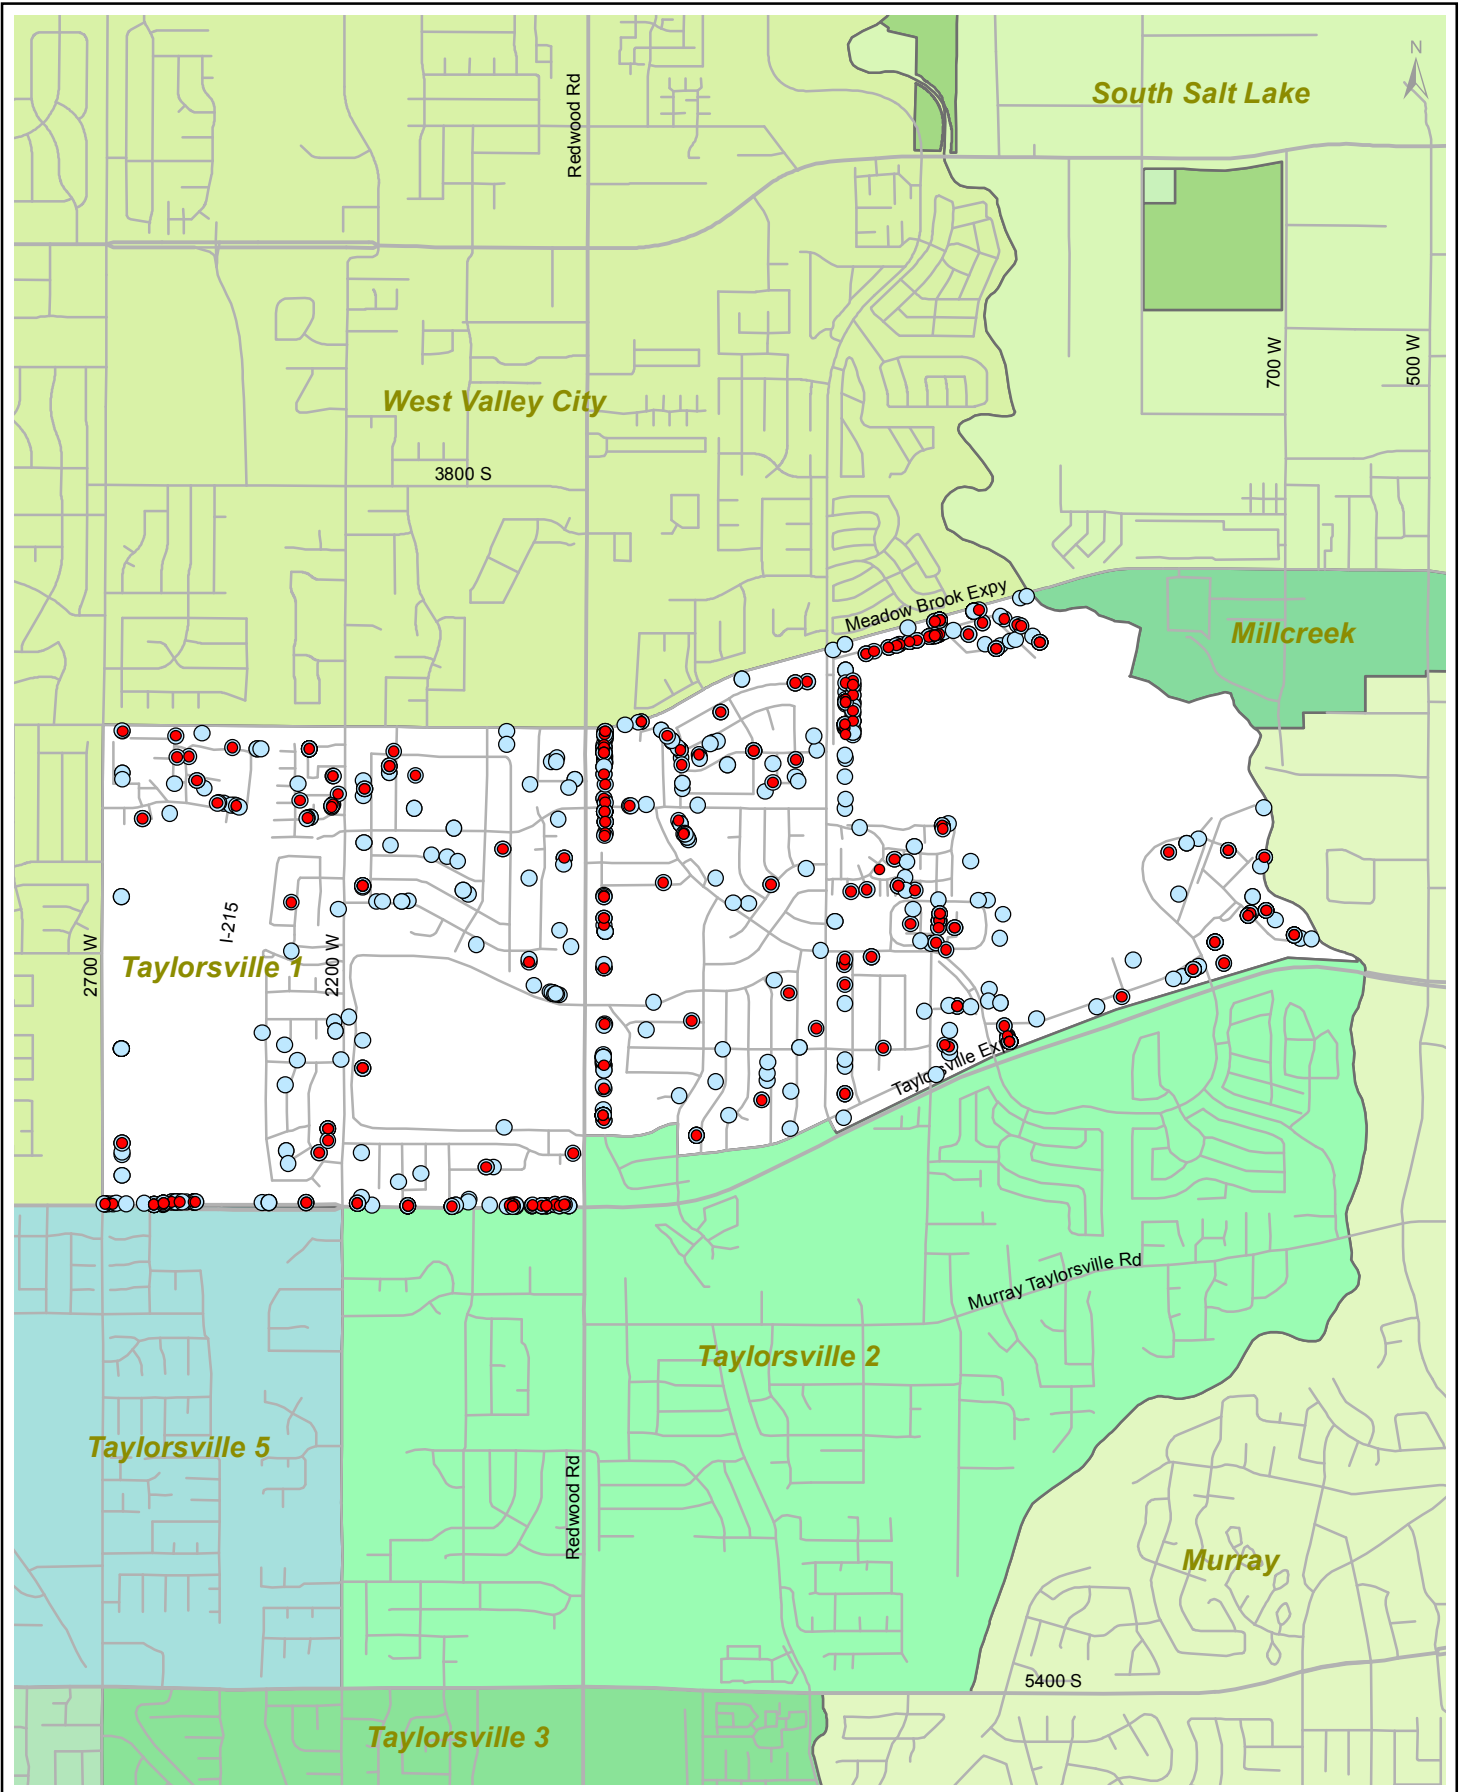 N
South Salt Lake
Redwood Rd
700 W
500 W
West Valley City
3800 S
Meadow Brook Expy
Millcreek
I-215
2700 W
2200 W
Taylorsville 1
Taylorsville Exp
Murray Taylorsville Rd
Taylorsville 2
Taylorsville 5
Redwood Rd
Murray
5400 S
Taylorsville 3